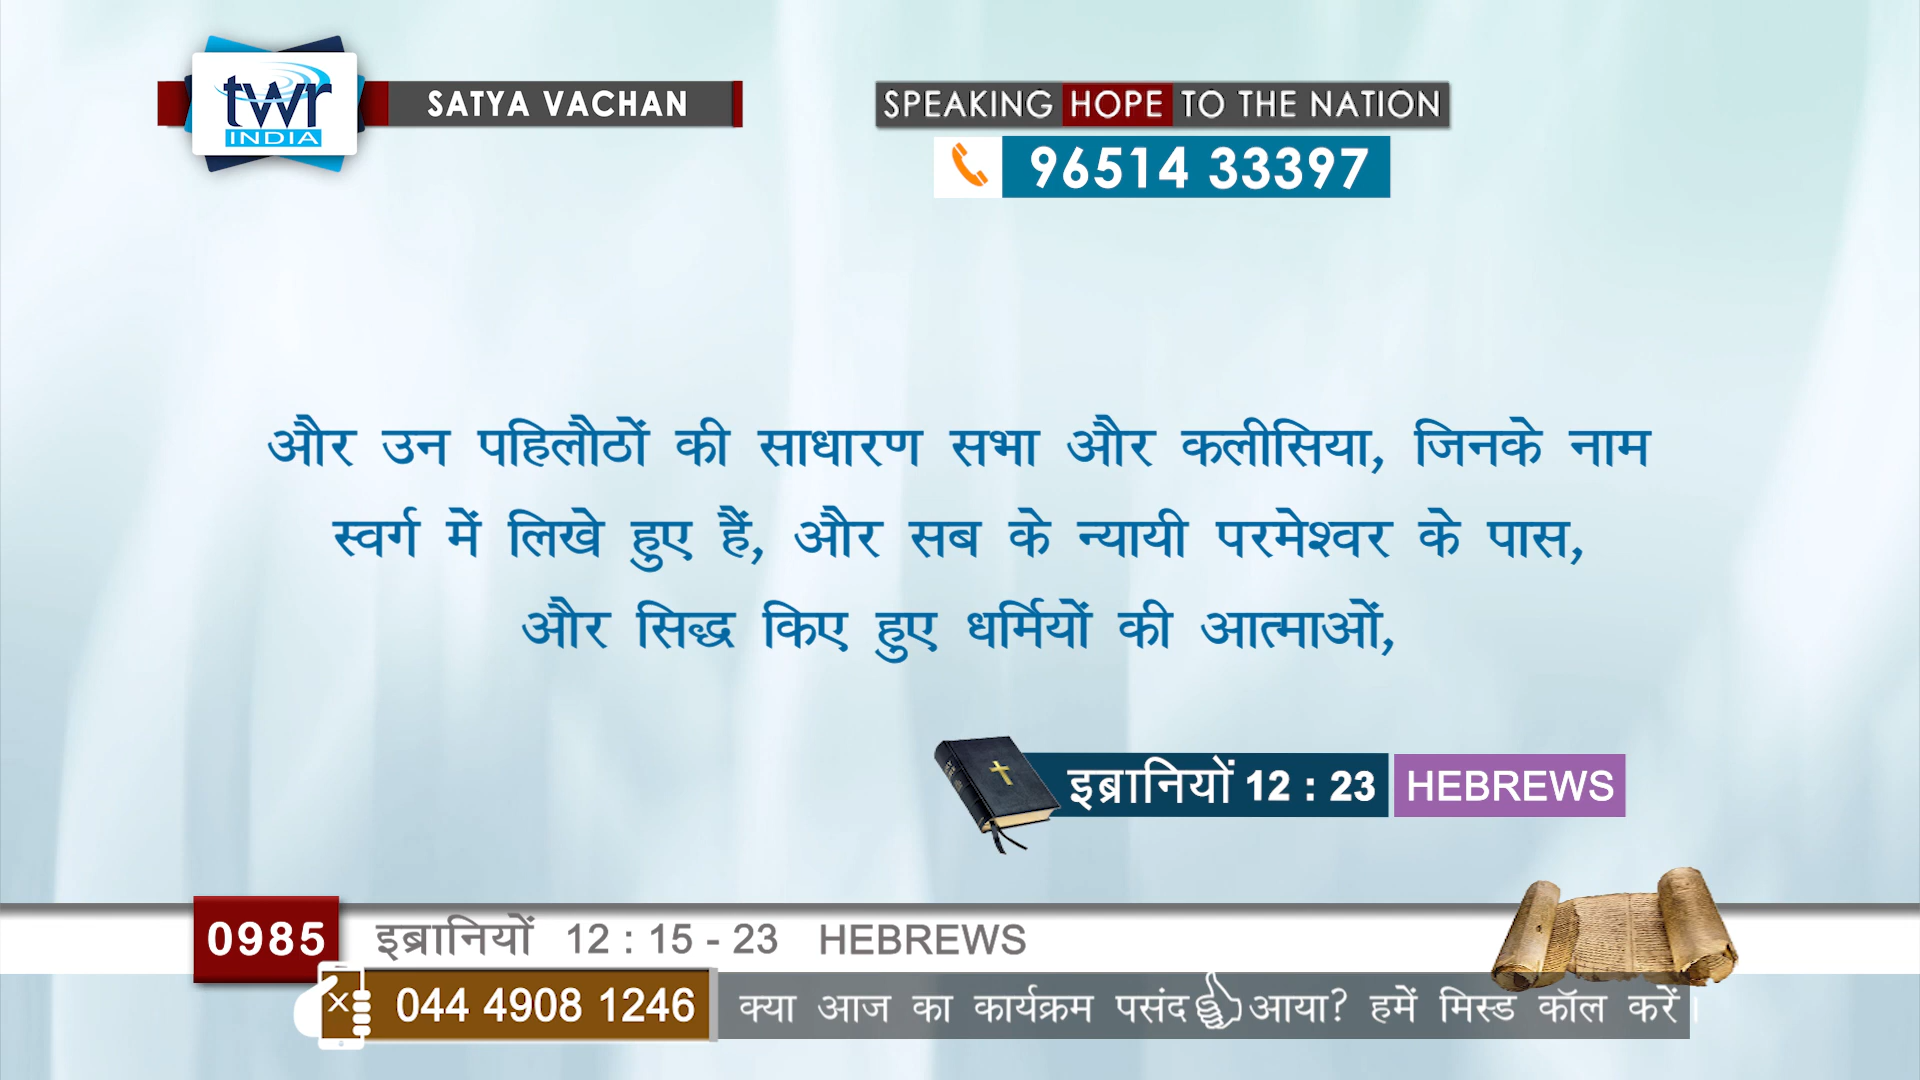 twr
INDIA
SATYA VACHAN
SPEAKING HOPE TO THE NATION
96514 33397
और उन पहिलौठों की साधारण सभा और कलीसिया, जिनके नाम
स्वर्ग में लिखे हुए हैं, और सब के न्यायी परमेश्वर के पास,
और सिद्ध किए हुए धर्मियों की आत्माओं,
इब्रानियों 12 : 23 HEBREWS
0985 इब्रानियों 12 : 15 - 23 HEBREWS
044 4908 1246 क्या आज का कार्यक्रम पसंद आया? हमें मिस्ड कॉल करें।